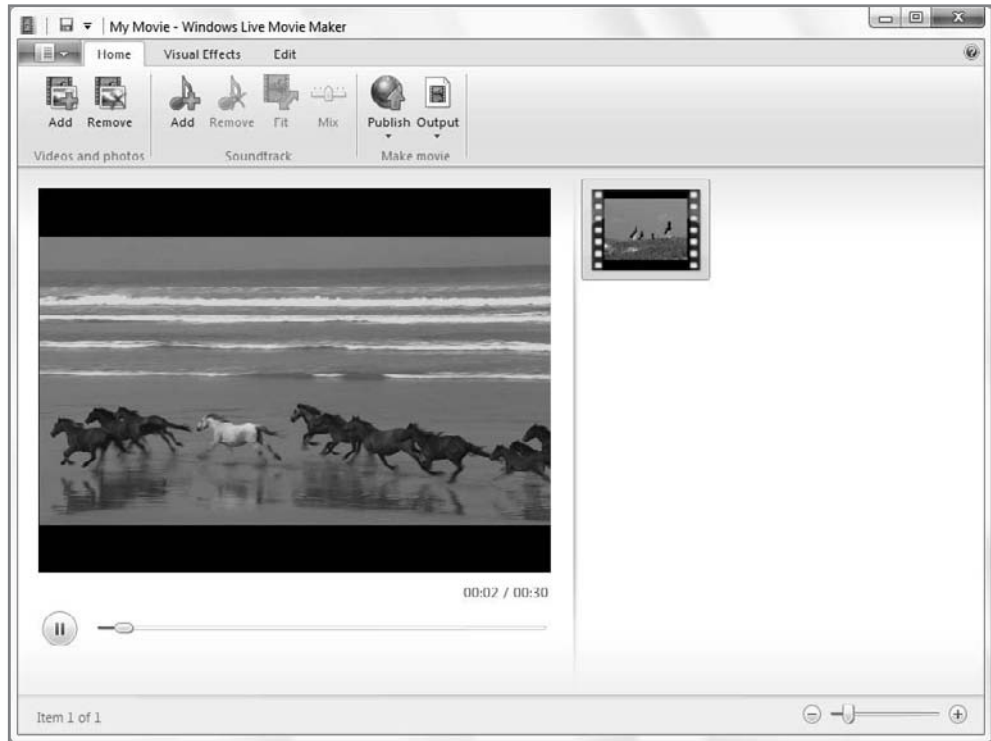 My Movie - Windows Live Movie Maker
Home Visual Effects Edit
Add Remove Add Remove Fit Mix Publish Output
Videos and photos Soundtrack Make movie
00:02 / 00:30
Item 1 of 1